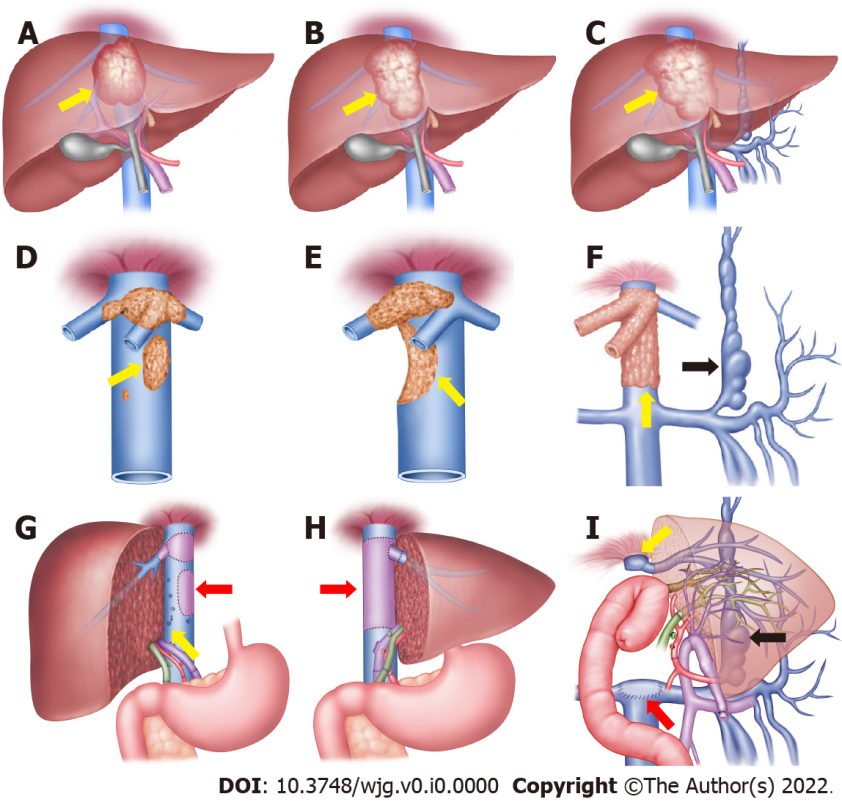 A
B
C
D
E
F
G
H
I
DOI: 10.3748/wjg.v0.i0.0000 Copyright ©The Author(s) 2022.